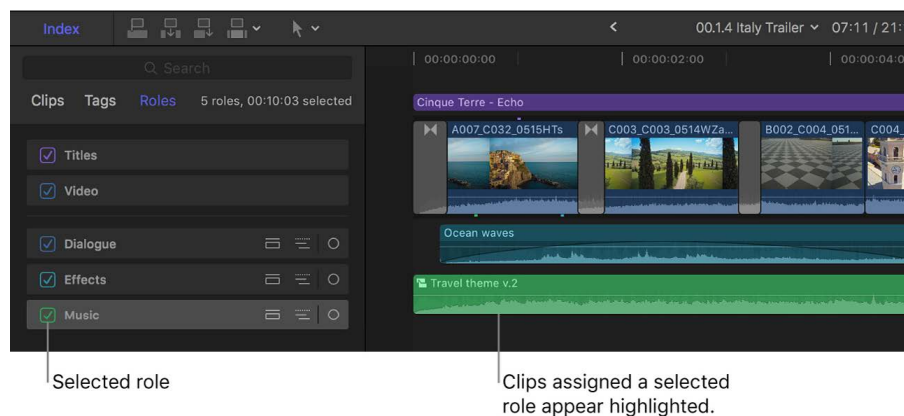 Index
00.1.4 Italy Trailer
07:11 / 21:
Search
00:00:00:00
00:00:02:00
00:00:04:0
Clips Tags Roles
5 roles, 00:10:03 selected
Cinque Terre - Echo
A007_C032_0515HTs
C003_C003_0514WZa...
B002_C004_051...
C004_
Titles
Video
Dialogue
Ocean waves
Effects
Travel theme v.2
Music
Selected role
Clips assigned a selected
role appear highlighted.